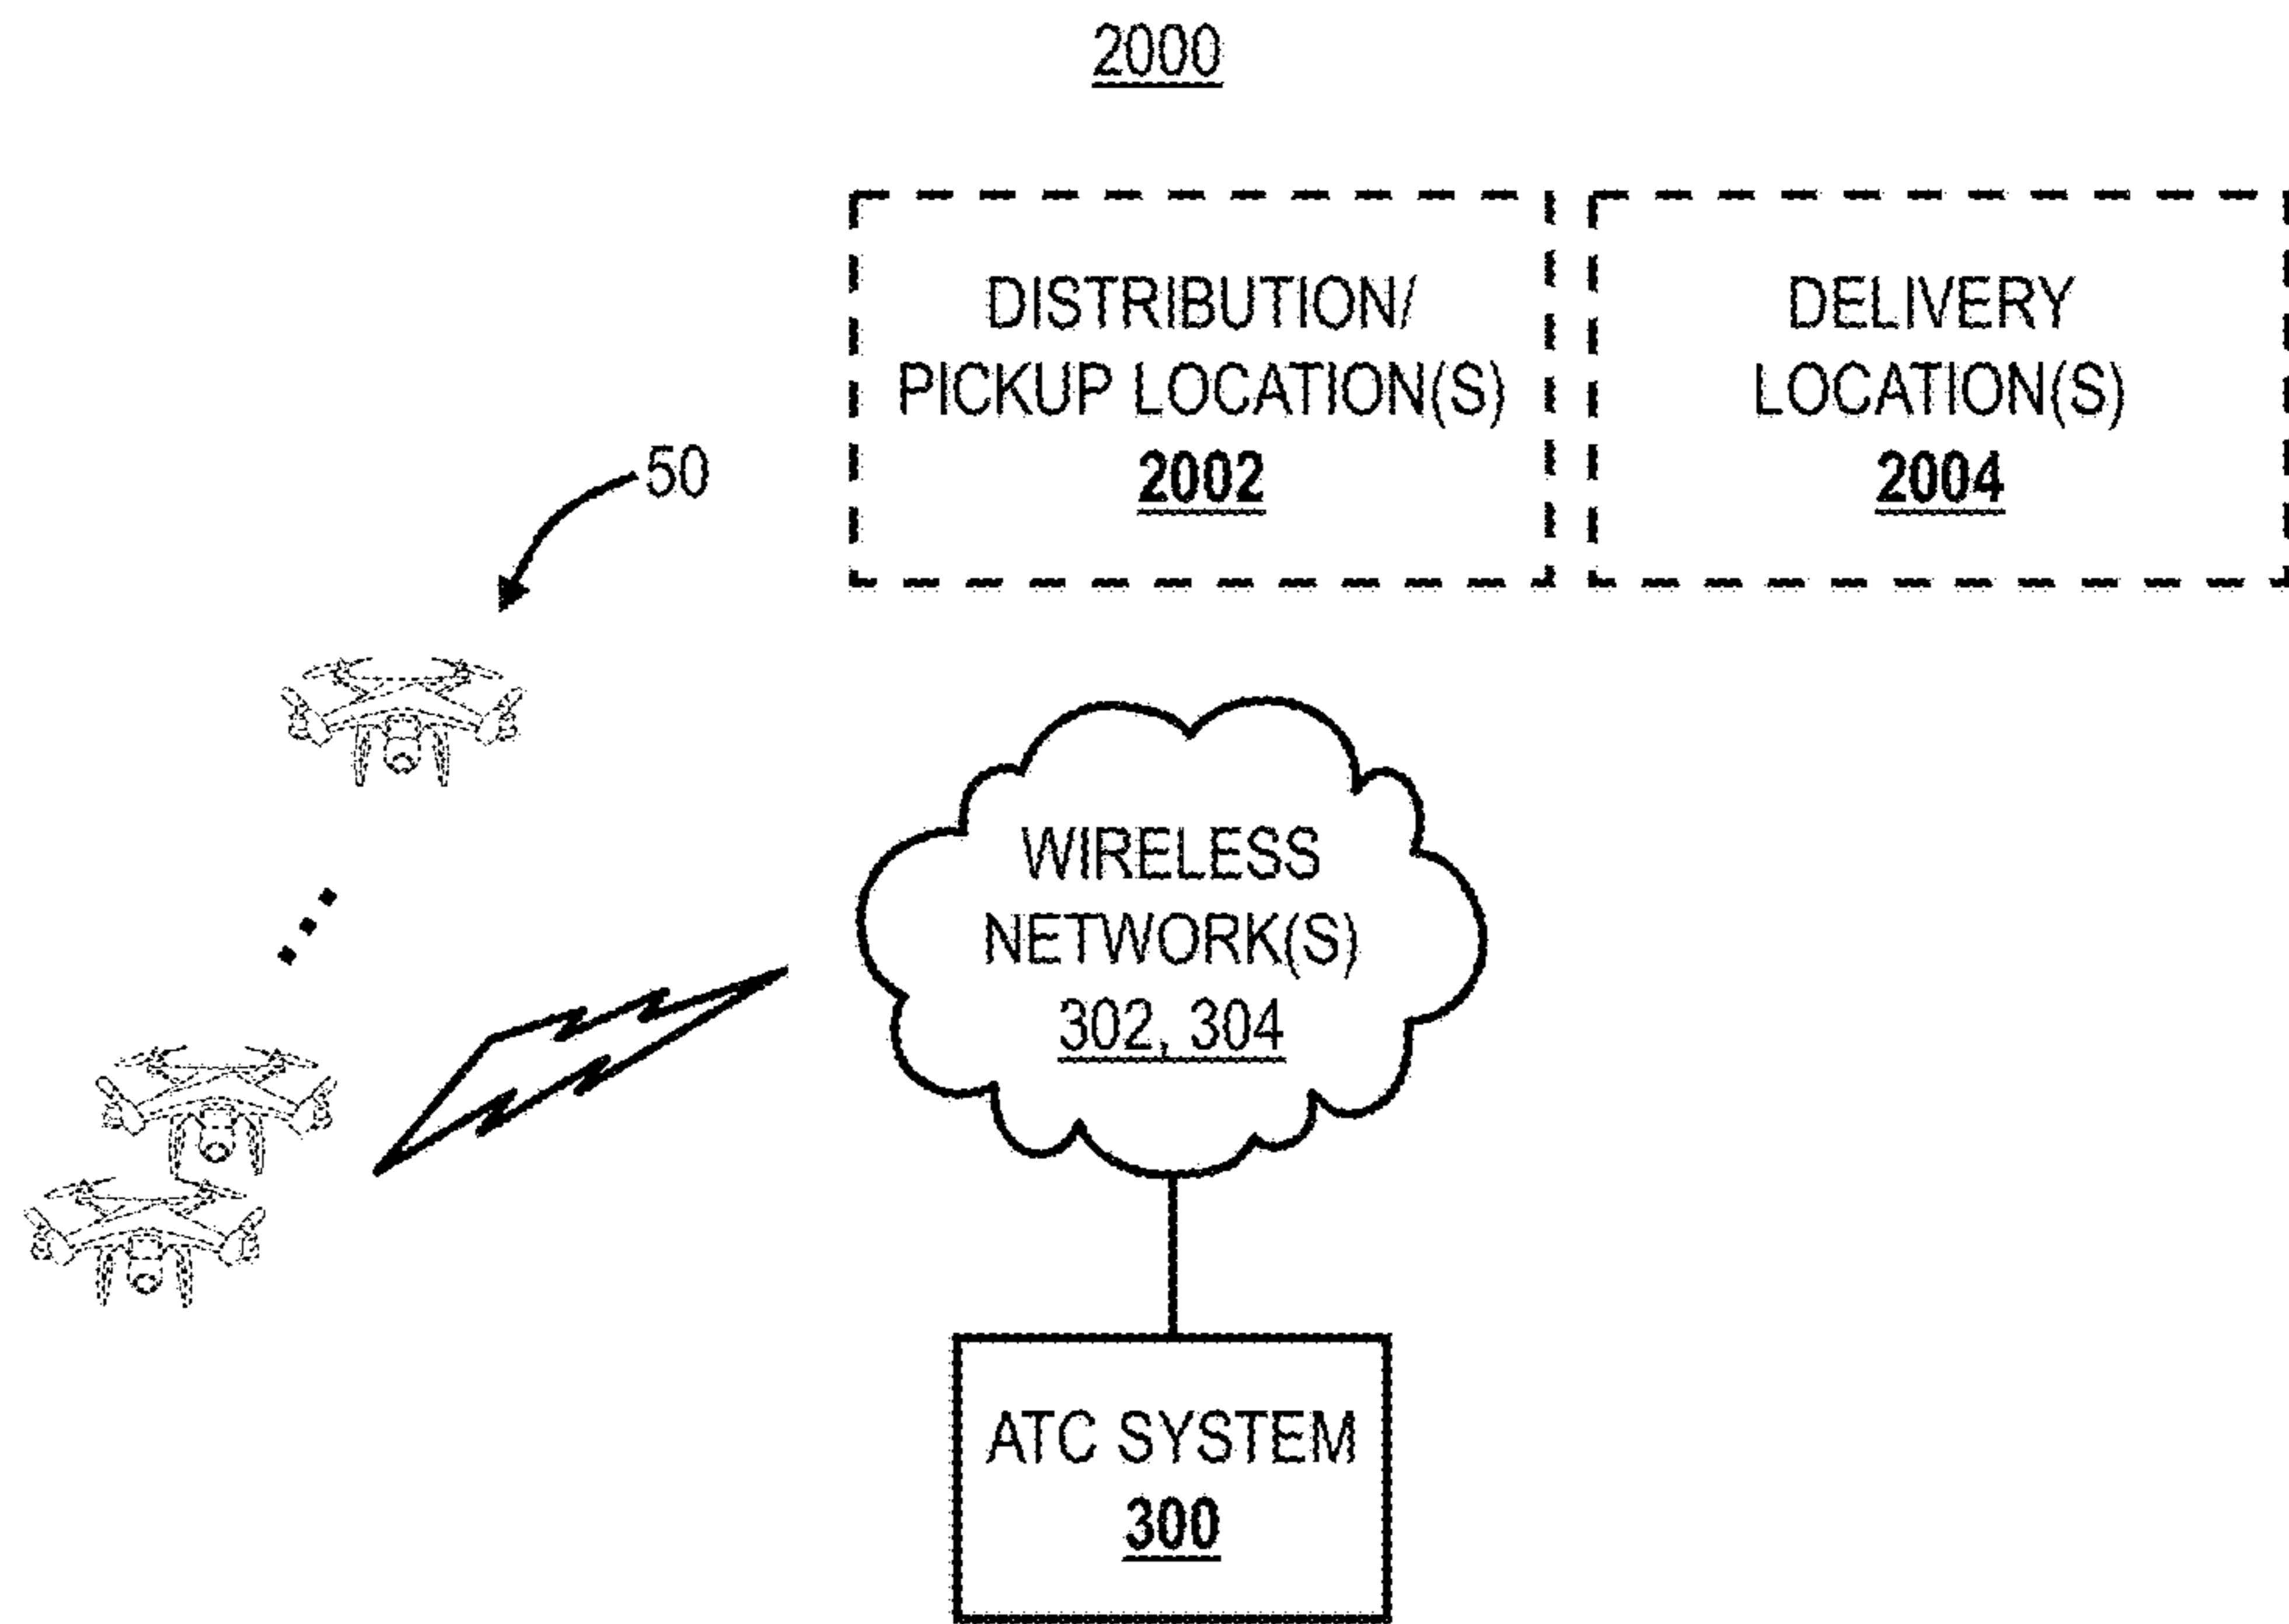 2000
DISTRIBUTION/
PICKUP LOCATION(S)
2002
DELIVERY
LOCATION(S)
2004
50
WIRELESS
NETWORK(S)
302, 304
ATC SYSTEM
300